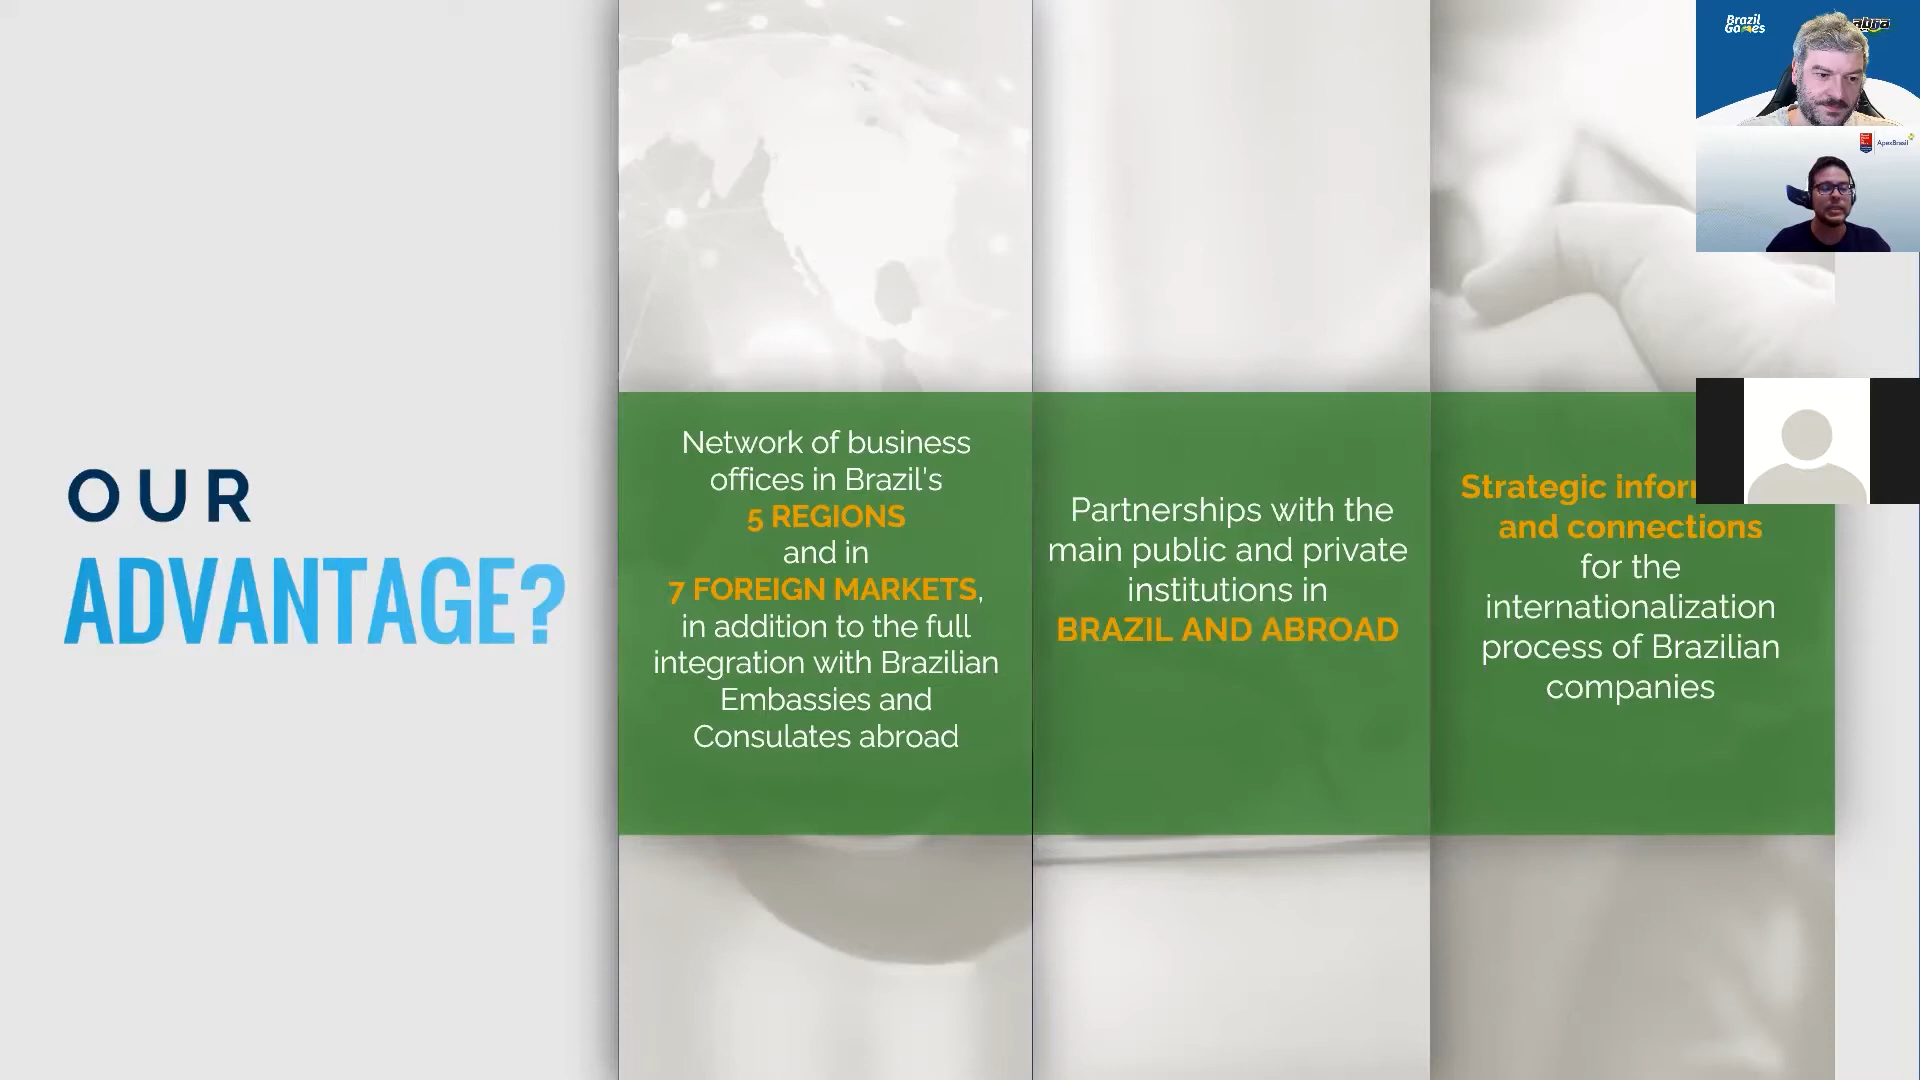 OUR
ADVANTAGE?
Network of business
offices in Brazil's
5 REGIONS
and in
7 FOREIGN MARKETS,
in addition to the full
integration with Brazilian
Embassies and
Consulates abroad
Partnerships with the
main public and private
institutions in
BRAZIL AND ABROAD
Strategic infor
and connections
for the
internationalization
process of Brazilian
companies
Brazil
Games
ApexBrasil